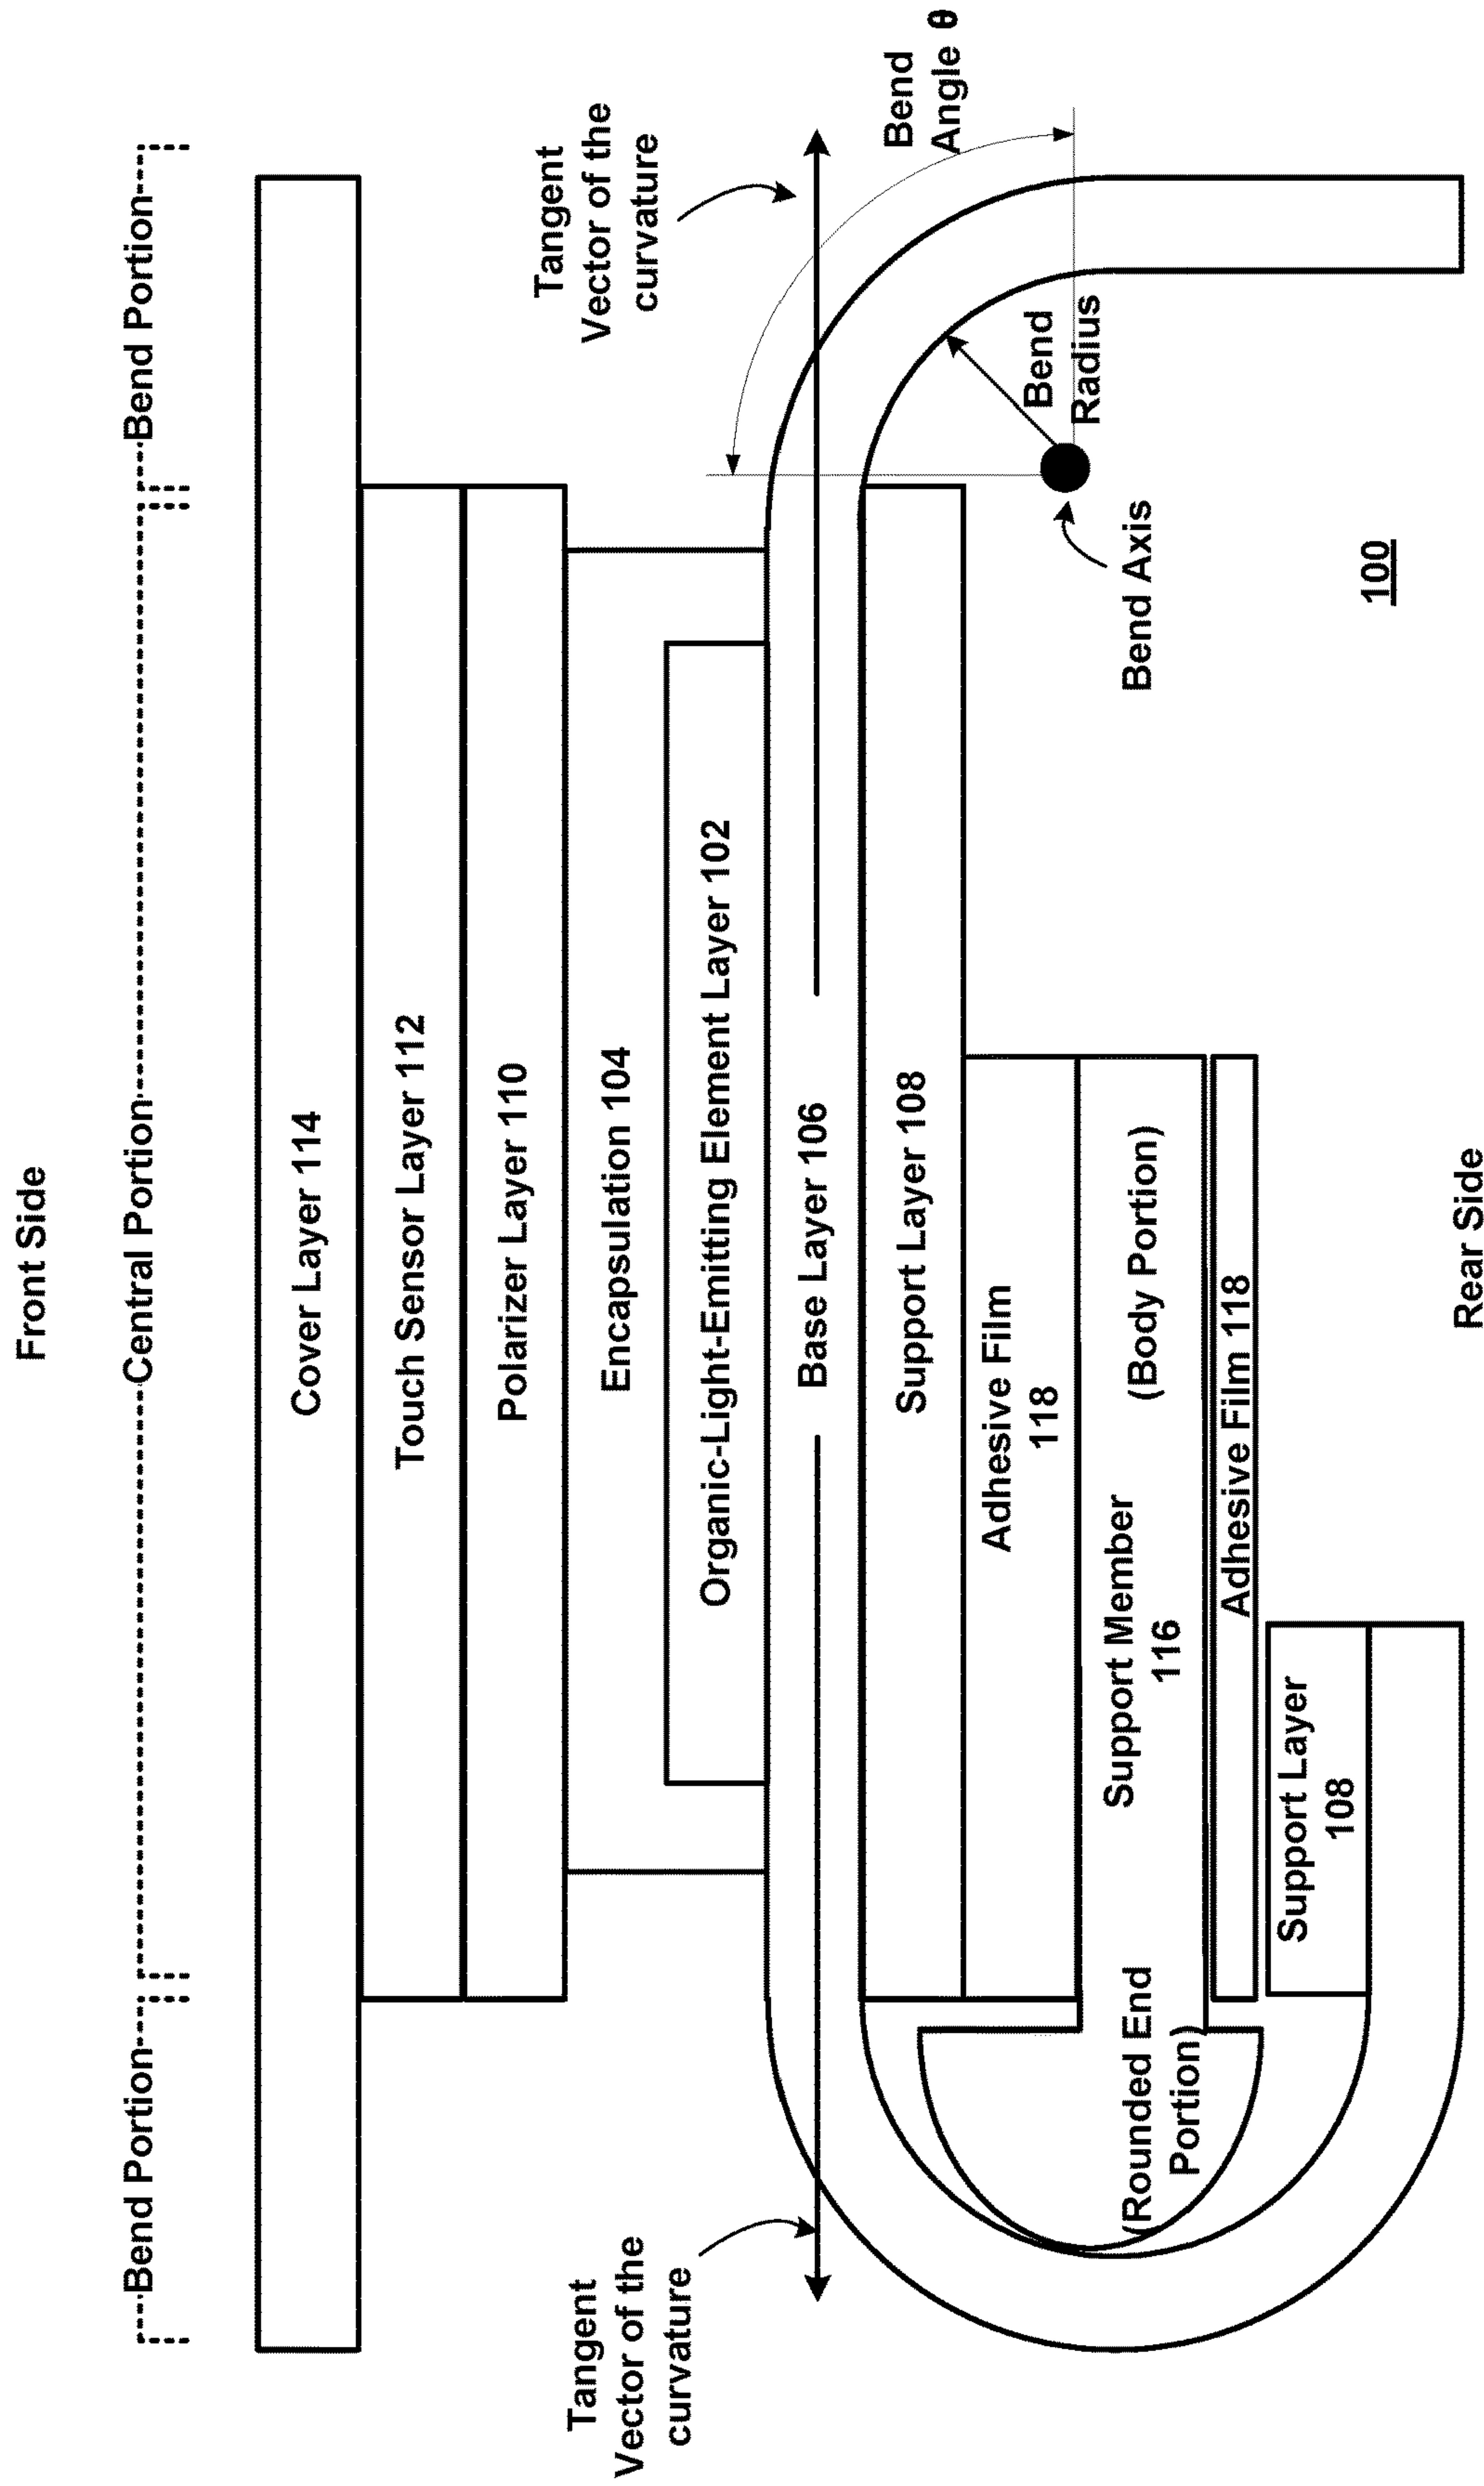 Front Side
Bend Portion
Central Portion
Bend Portion
Cover Layer 114
Touch Sensor Layer 112
Polarizer Layer 110
Encapsulation 104
Organic-Light-Emitting Element Layer 102
Tangent
Vector of the
curvature
Tangent
Vector of the
curvature
Base Layer 106
Bend
Angle θ
Support Layer 108
Adhesive Film
118
Bend
Radius
Support Member
116
(Body Portion)
(Rounded End
Portion)
Bend Axis
Adhesive Film 118
Support Layer
108
100
Rear Side